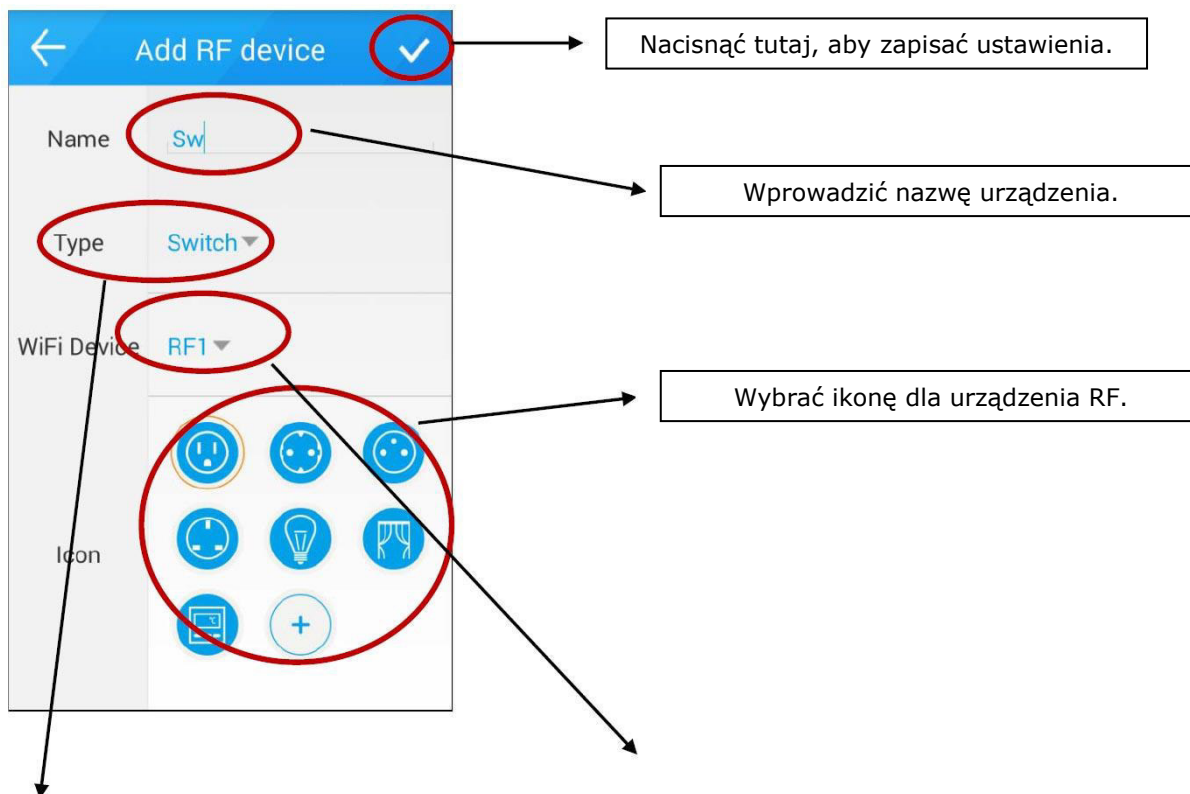 Add RF device
Nacisnąć tutaj, aby zapisać ustawienia.
Name
Sw
Wprowadzić nazwę urządzenia.
Type
Switch
WiFi Device
RF1
Wybrać ikonę dla urządzenia RF.
Icon
°C